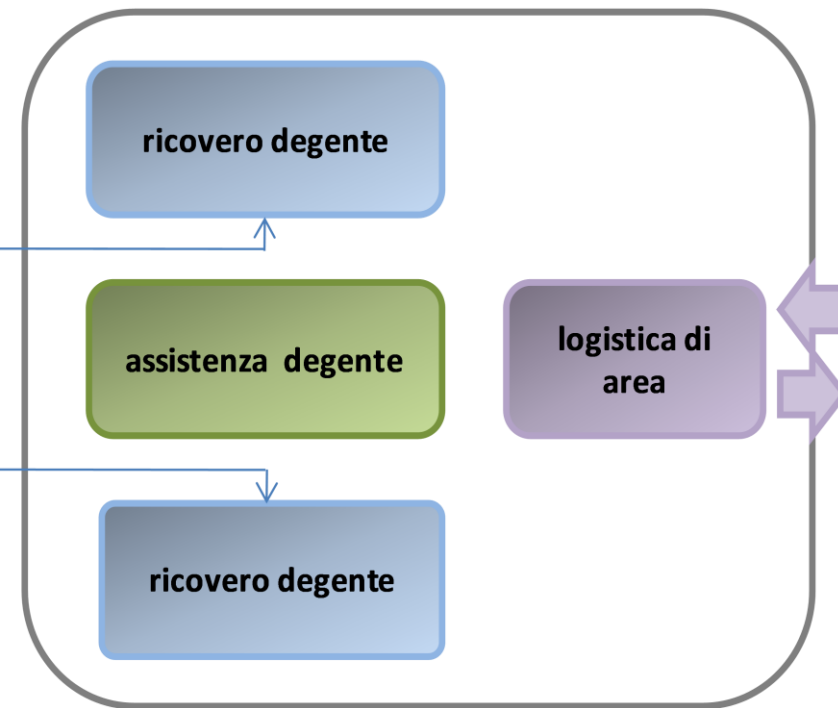 ricovero degente
assistenza degente
logistica di
area
ricovero degente